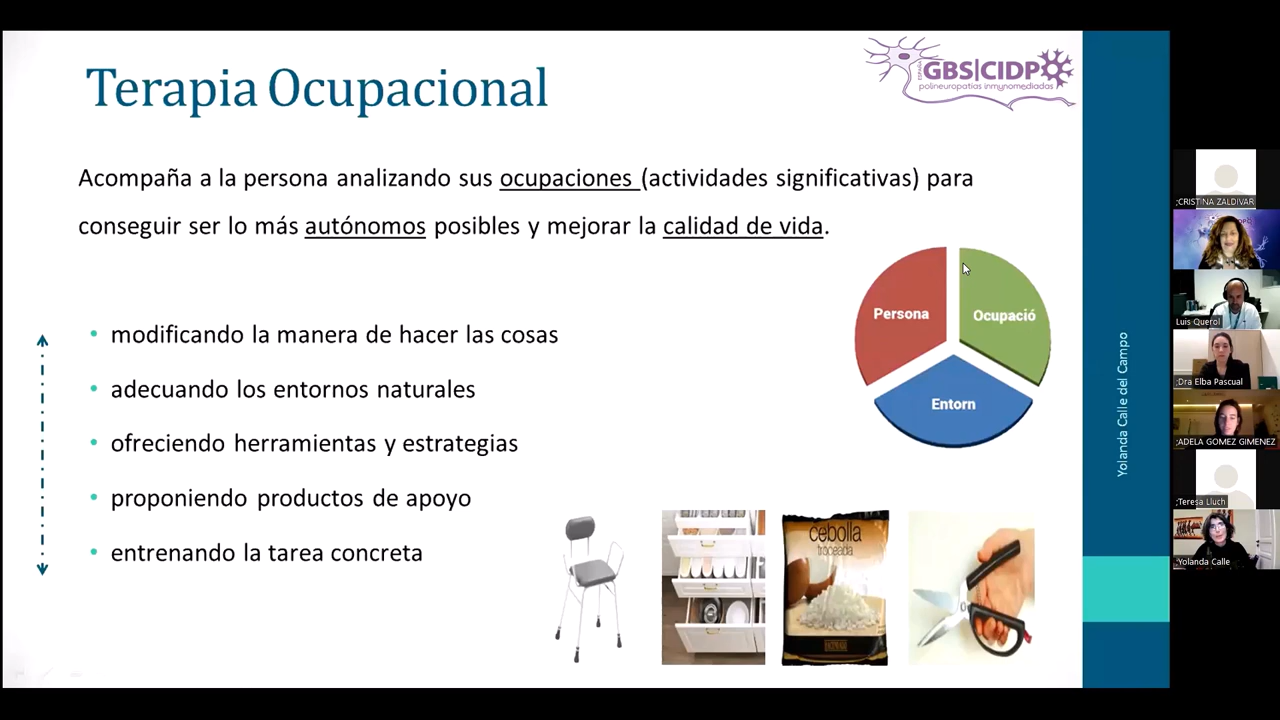 Terapia Ocupacional
ESPAÑA
GBS|CIDP
polineuropatías inmunomediadas
Acompaña a la persona analizando sus ocupaciones (actividades significativas) para
conseguir ser lo más autónomos posibles y mejorar la calidad de vida.
• modificando la manera de hacer las cosas
• adecuando los entornos naturales
• ofreciendo herramientas y estrategias
• proponiendo productos de apoyo
• entrenando la tarea concreta
Persona
Ocupació
Entorn
cebolla
troceada
Yolanda Calle del Campo
;CRISTINA ZALDIVAR
Luis Querol
;Dra Elba Pascual
;ADELA GOMEZ GIMENEZ
;Teresa Lluch
;Yolanda Calle